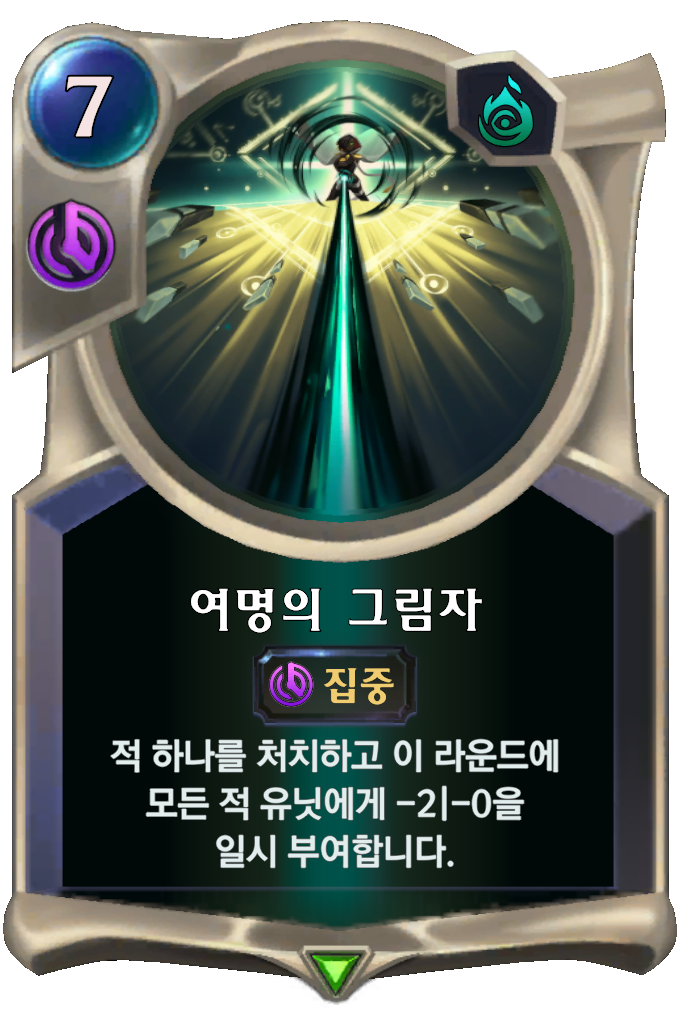 7
여명의 그림자
집중
적 하나를 처치하고 이 라운드에
모든 적 유닛에게 -2|-0을
일시 부여합니다.